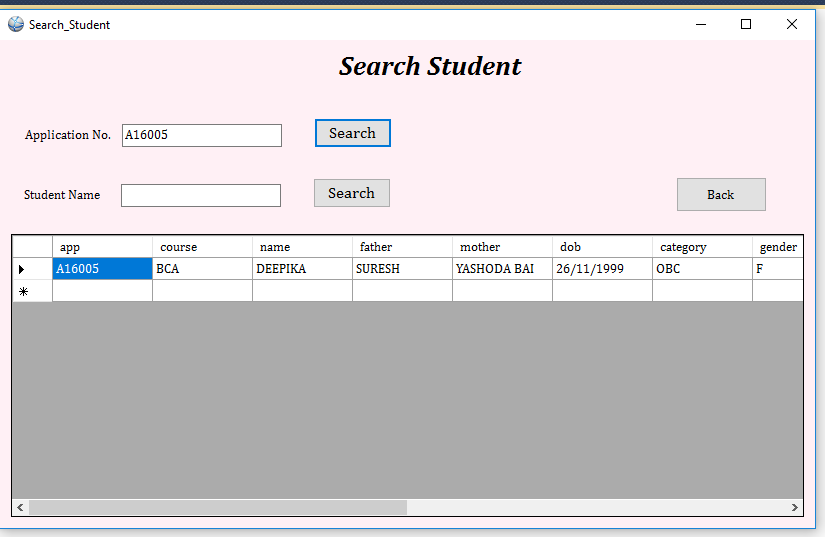 Search_Student
Search Student
Application No. A16005 Search
Student Name Search Back
app course name father mother dob category gender
A16005 BCA DEEPIKA SURESH YASHODA BAI 26/11/1999 OBC F